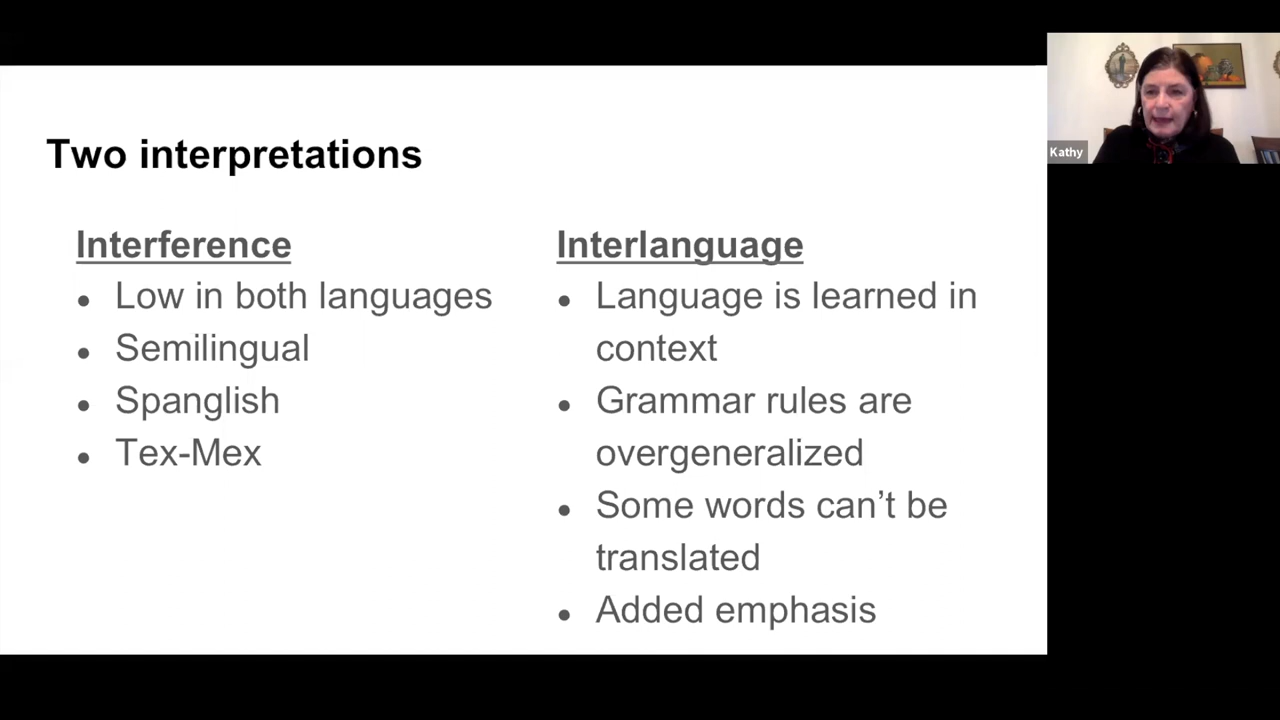 Two interpretations
Interference
● Low in both languages
● Semilingual
● Spanglish
● Tex-Mex
Interlanguage
● Language is learned in
context
● Grammar rules are
overgeneralized
● Some words can’t be
translated
● Added emphasis
Kathy